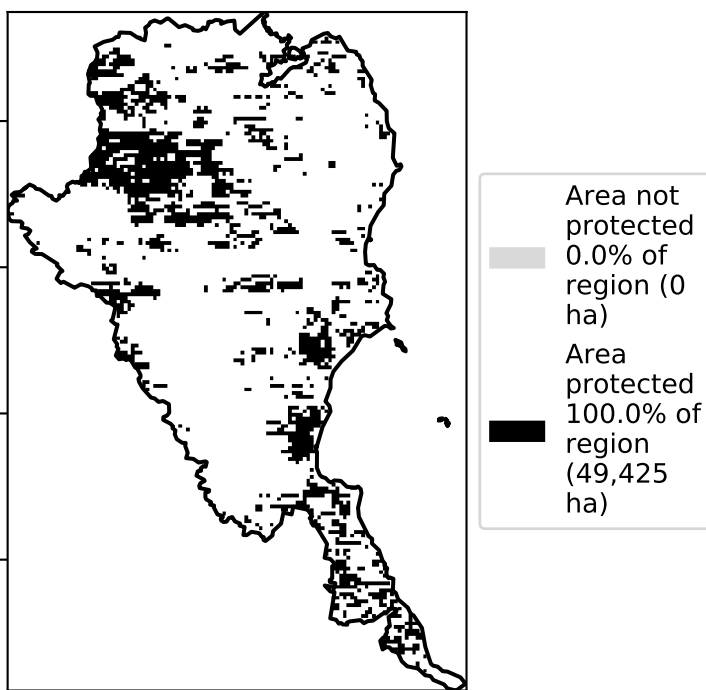 Area not
protected
0.0% of
region (0
ha)
Area
protected
100.0% of
region
(49,425
ha)